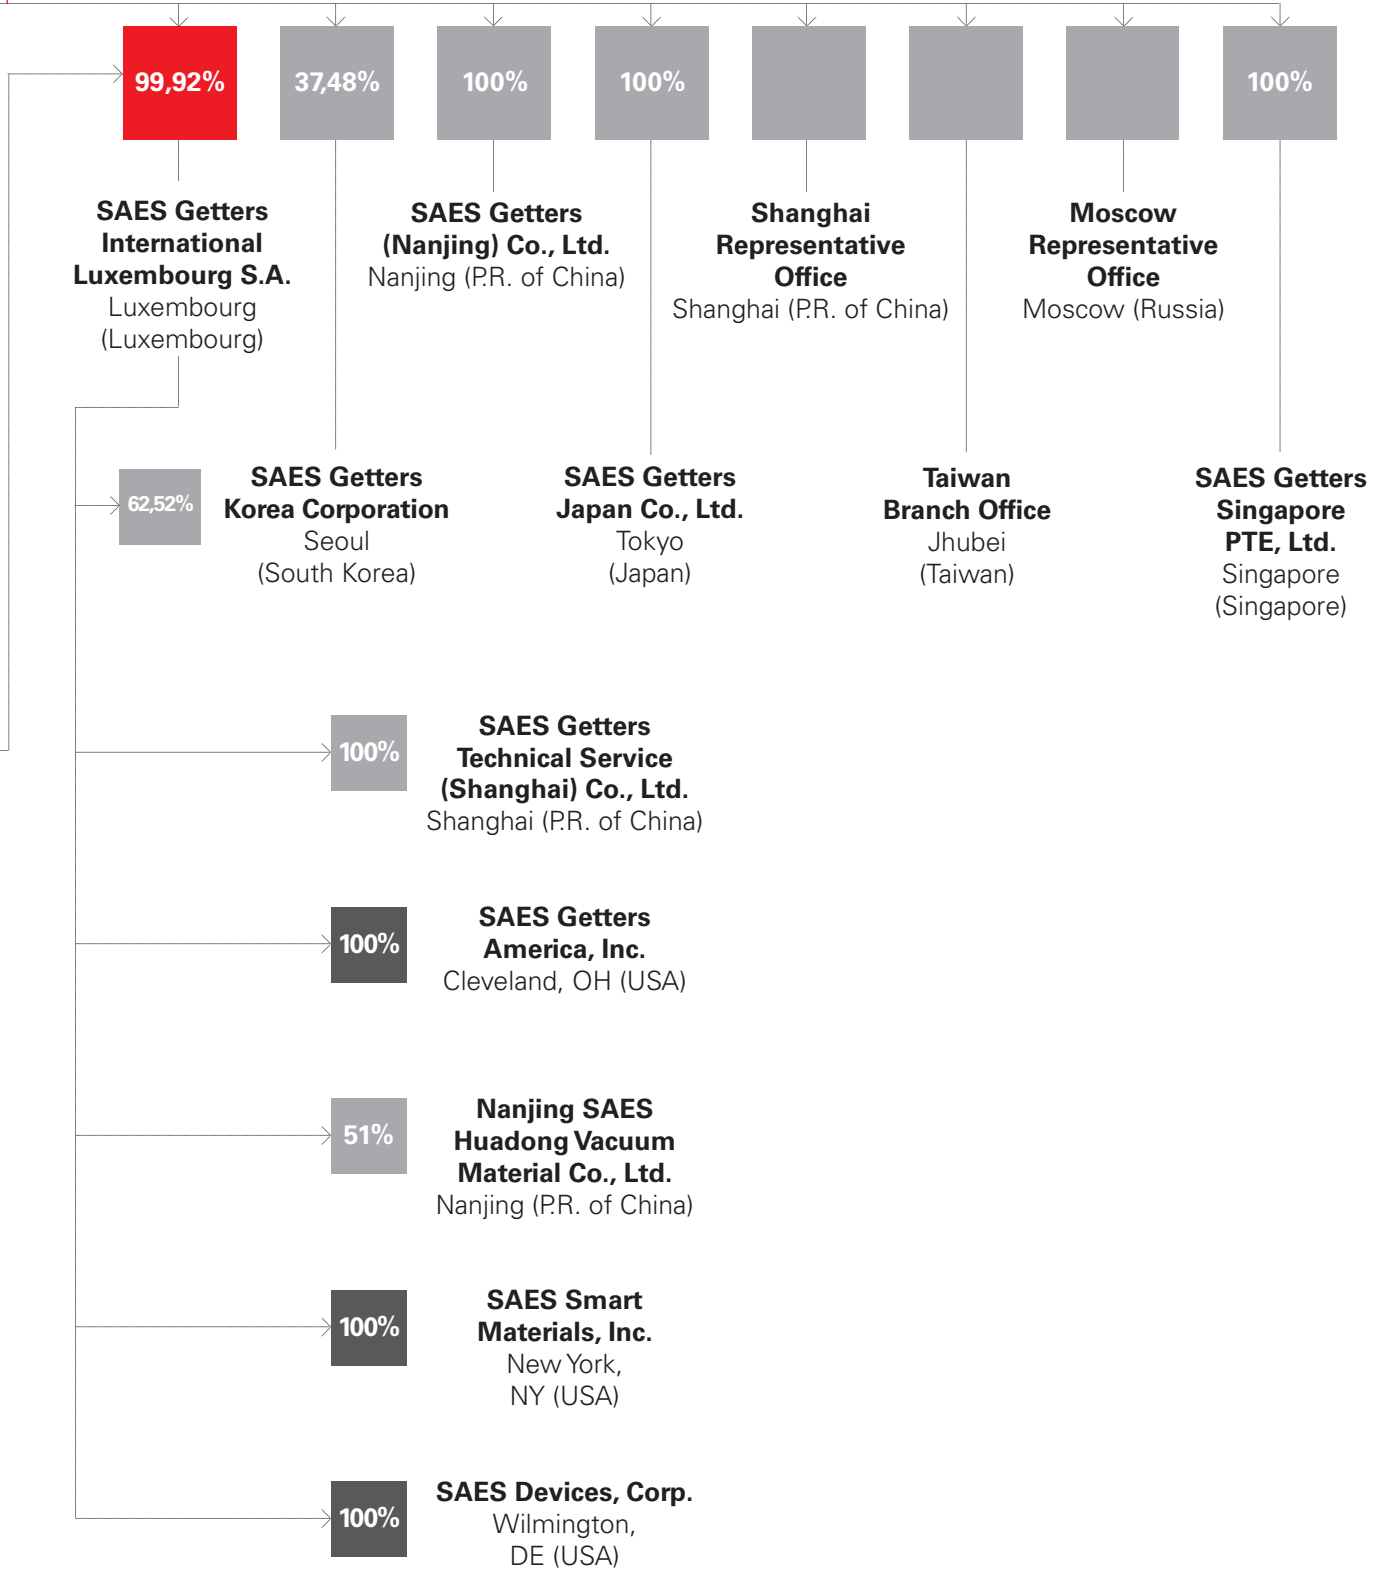 99,92%
37,48%
100%
100%
100%
SAES Getters
International
Luxembourg S.A.
Luxembourg
(Luxembourg)
SAES Getters
(Nanjing) Co., Ltd.
Nanjing (P.R. of China)
Shanghai
Representative
Office
Shanghai (P.R. of China)
Moscow
Representative
Office
Moscow (Russia)
62,52%
SAES Getters
Korea Corporation
Seoul
(South Korea)
SAES Getters
Japan Co., Ltd.
Tokyo
(Japan)
Taiwan
Branch Office
Jhubei
(Taiwan)
SAES Getters
Singapore
PTE, Ltd.
Singapore
(Singapore)
100%
SAES Getters
Technical Service
(Shanghai) Co., Ltd.
Shanghai (P.R. of China)
100%
SAES Getters
America, Inc.
Cleveland, OH (USA)
51%
Nanjing SAES
Huadong Vacuum
Material Co., Ltd.
Nanjing (P.R. of China)
100%
SAES Smart
Materials, Inc.
New York,
NY (USA)
100%
SAES Devices, Corp.
Wilmington,
DE (USA)